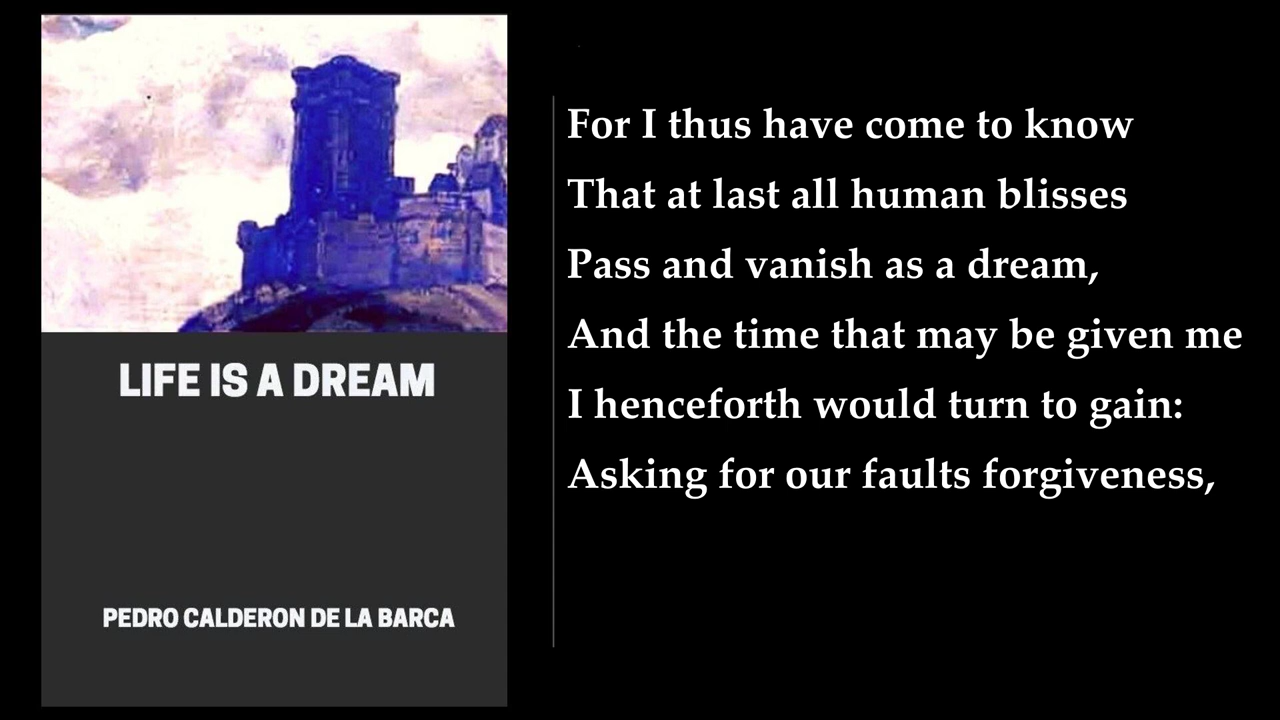 LIFE IS A DREAM
PEDRO CALDERON DE LA BARCA
For I thus have come to know
That at last all human blisses
Pass and vanish as a dream,
And the time that may be given me
I henceforth would turn to gain:
Asking for our faults forgiveness,